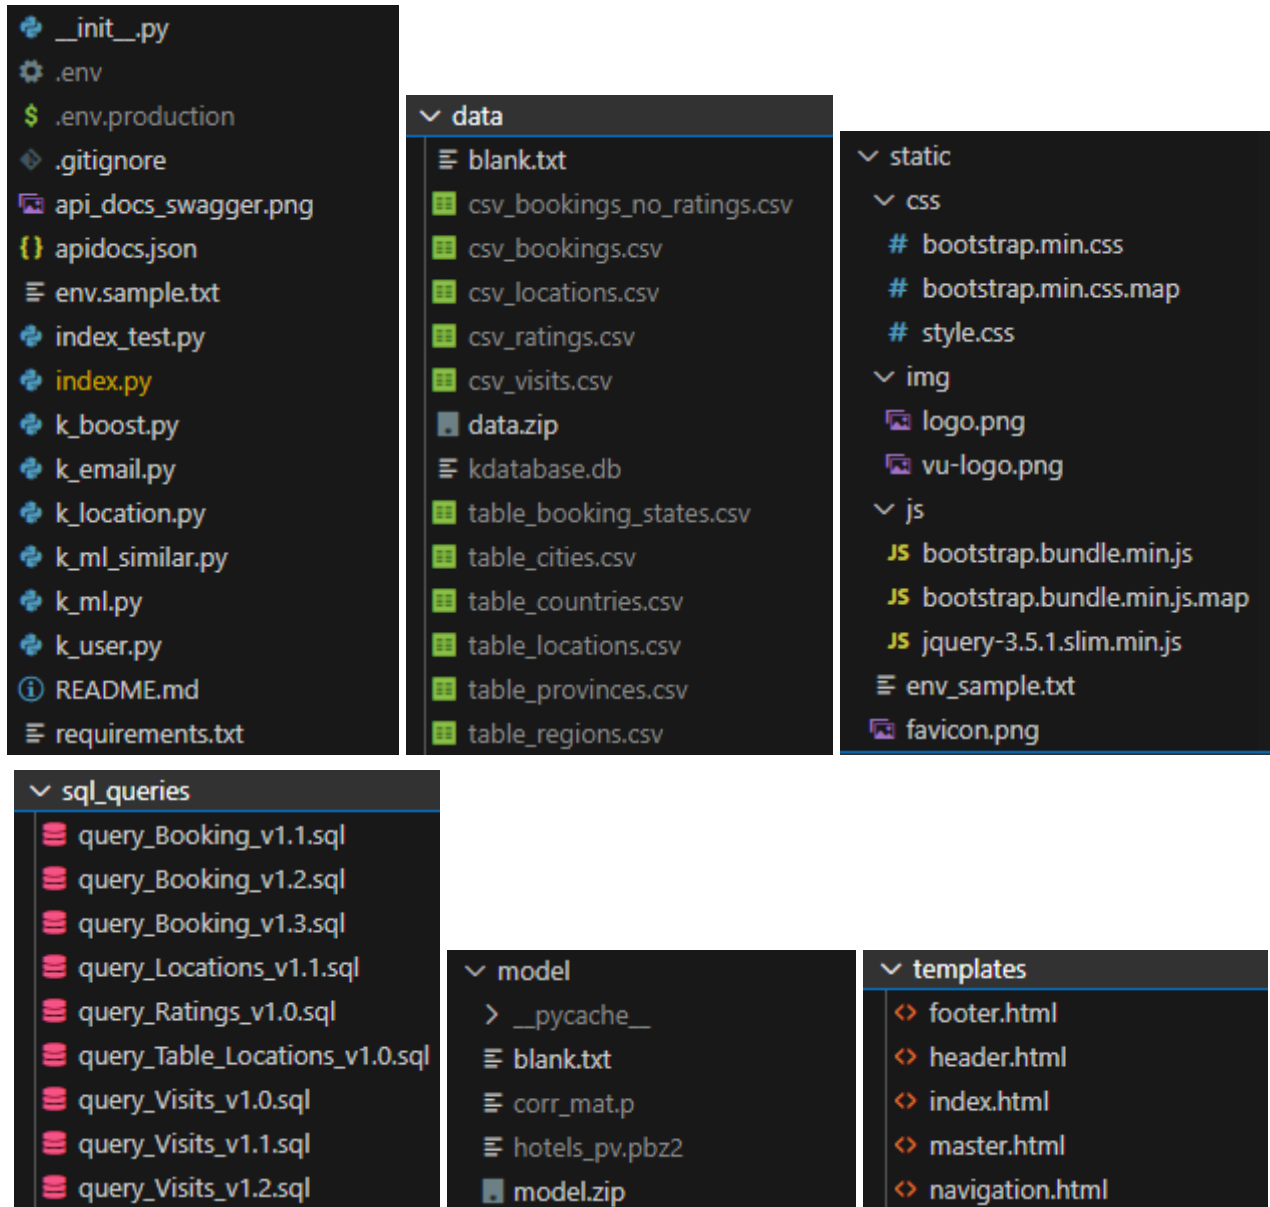 __init__.py
.env
.env.production
.gitignore
api_docs_swagger.png
apidocs.json
env.sample.txt
index_test.py
index.py
k_boost.py
k_email.py
k_location.py
k_ml_similar.py
k_ml.py
k_user.py
README.md
requirements.txt
data
blank.txt
csv_bookings_no_ratings.csv
csv_bookings.csv
csv_locations.csv
csv_ratings.csv
csv_visits.csv
data.zip
kdatabase.db
table_booking_states.csv
table_cities.csv
table_countries.csv
table_locations.csv
table_provinces.csv
table_regions.csv
static
css
# bootstrap.min.css
# bootstrap.min.css.map
# style.css
img
logo.png
vu-logo.png
js
JS bootstrap.bundle.min.js
JS bootstrap.bundle.min.js.map
JS jquery-3.5.1.slim.min.js
env_sample.txt
favicon.png
sql_queries
query_Booking_v1.1.sql
query_Booking_v1.2.sql
query_Booking_v1.3.sql
query_Locations_v1.1.sql
query_Ratings_v1.0.sql
query_Table_Locations_v1.0.sql
query_Visits_v1.0.sql
query_Visits_v1.1.sql
query_Visits_v1.2.sql
model
__pycache__
blank.txt
corr_mat.p
hotels_pv.pbz2
model.zip
templates
footer.html
header.html
index.html
master.html
navigation.html